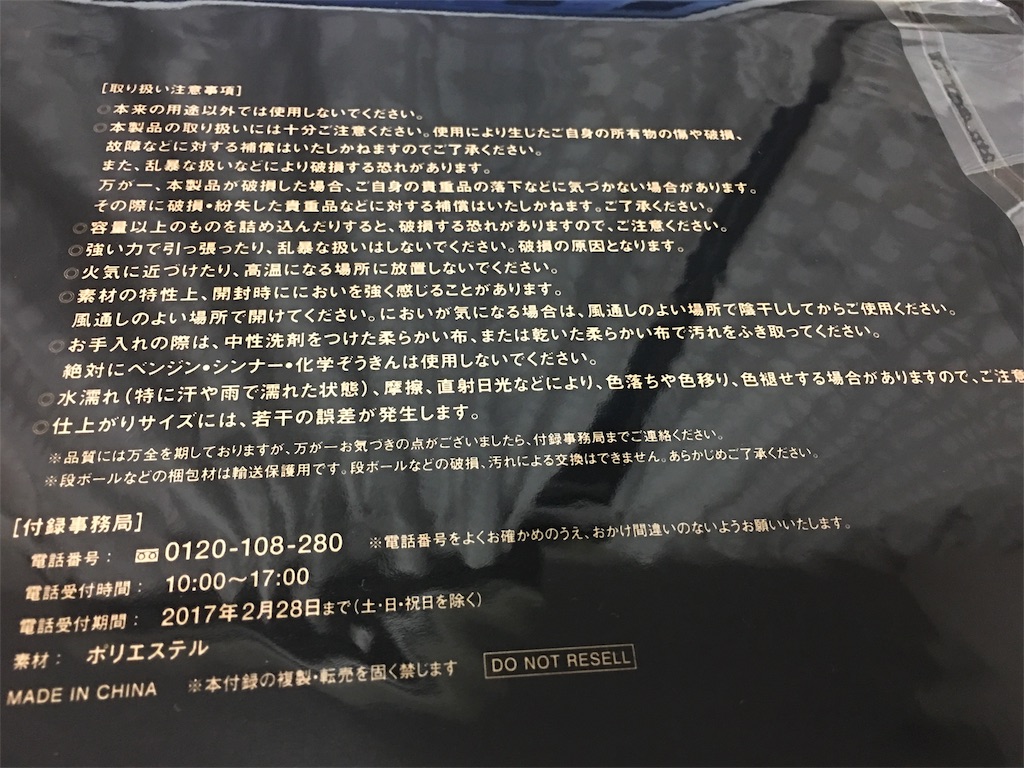 [取り扱い注意事項]
◎本来の用途以外では使用しないでください。
◎本製品の取り扱いには十分ご注意ください。使用により生じたご自身の所有物の傷や破損、
故障などに対する補償はいたしかねますのでご了承ください。
また、乱暴な扱いなどにより破損する恐れがあります。
万が一、本製品が破損した場合、ご自身の貴重品の落下などに気づかない場合があります。
その際に破損・紛失した貴重品などに対する補償はいたしかねます。ご了承ください。
◎容量以上のものを詰め込んだりすると、破損する恐れがありますので、ご注意ください。
◎強い力で引っ張ったり、乱暴な扱いはしないでください。破損の原因となります。
◎火気に近づけたり、高温になる場所に放置しないでください。
◎素材の特性上、開封時ににおいを強く感じることがあります。
風通しのよい場所で開けてください。においが気になる場合は、風通しのよい場所で陰干ししてからご使用ください。
◎お手入れの際は、中性洗剤をつけた柔らかい布、または乾いた柔らかい布で汚れをふき取ってください。
絶対にベンジン・シンナー・化学ぞうきんは使用しないでください。
◎水濡れ(特に汗や雨で濡れた状態)、摩擦、直射日光などにより、色落ちや色移り、色褪せする場合がありますので、ご注意
◎仕上がりサイズには、若干の誤差が発生します。
※品質には万全を期しておりますが、万が一お気づきの点がございましたら、付録事務局までご連絡ください。
※段ボールなどの梱包材は輸送保護用です。段ボールなどの破損、汚れによる交換はできません。あらかじめご了承ください。
[付録事務局]
電話番号: 0120-108-280 ※電話番号をよくお確かめのうえ、おかけ間違いのないようお願いいたします。
電話受付時間: 10:00〜17:00
電話受付期間: 2017年2月28日まで(土・日・祝日を除く)
素材: ポリエステル
MADE IN CHINA ※本付録の複製・転売を固く禁じます DO NOT RESELL